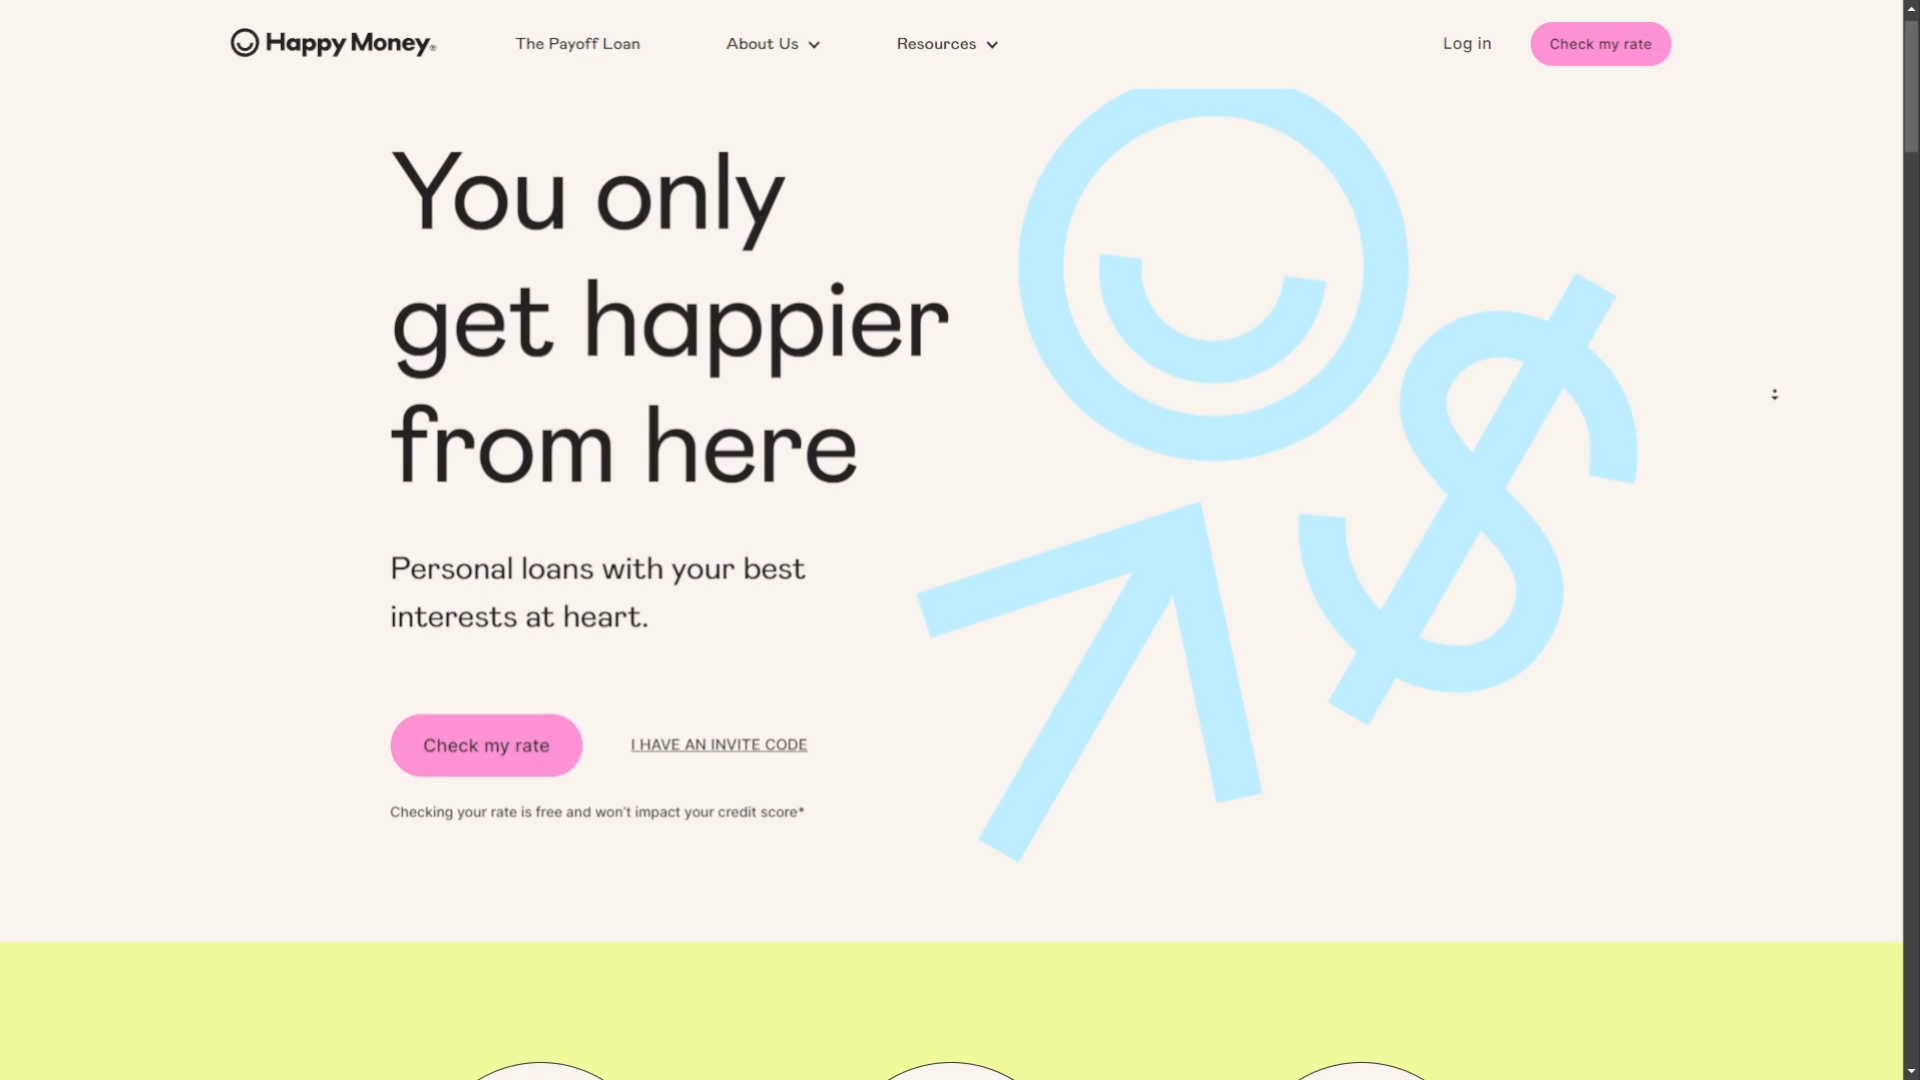 Happy Money®
The Payoff Loan
About Us
Resources
Log in
Check my rate
You only
get happier
from here
Personal loans with your best
interests at heart.
Check my rate
I HAVE AN INVITE CODE
Checking your rate is free and won't impact your credit score*